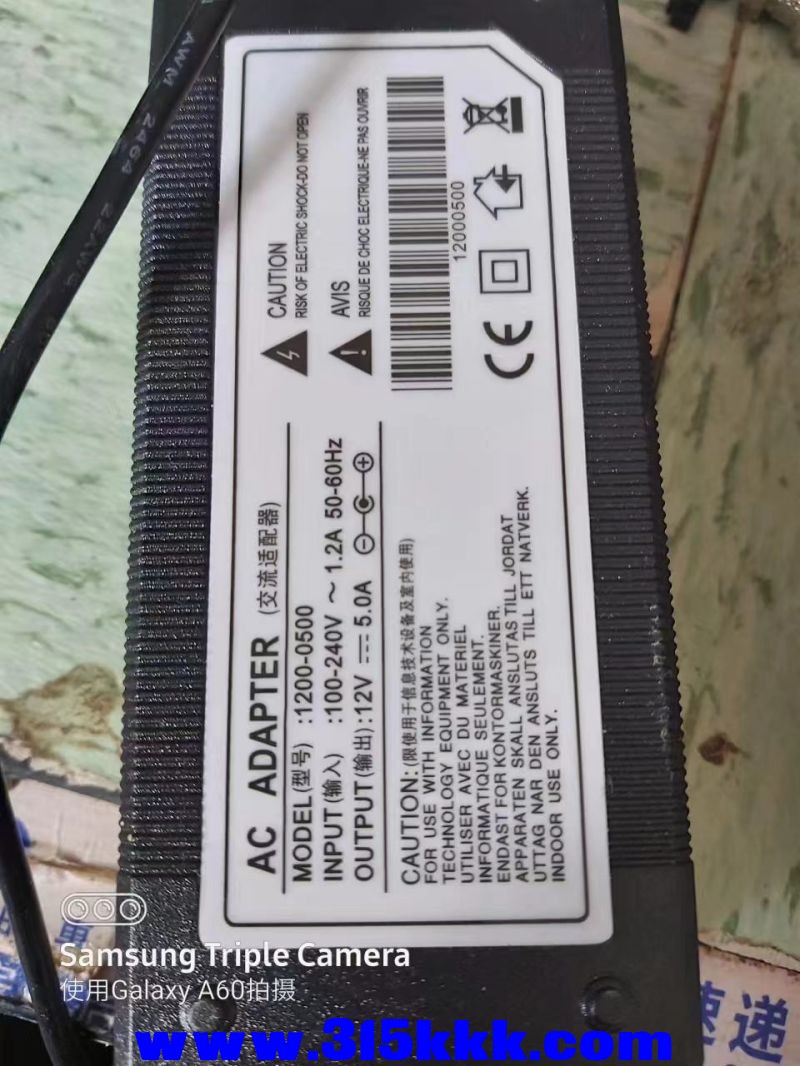 AC ADAPTER (交流适配器)
MODEL(型号) :1200-0500
INPUT(输入) :100-240V ~ 1.2A 50-60Hz
OUTPUT(输出):12V ⎓ 5.0A
CAUTION
RISK OF ELECTRIC SHOCK-DO NOT OPEN
AVIS
RISQUE DE CHOC ELECTRIQUE-NE PAS OUVRIR
12000500
CE
CAUTION: (限使用于信息技术设备及室内使用)
FOR USE WITH INFORMATION
TECHNOLOGY EQUIPMENT ONLY.
UTILISER AVEC DU MATERIEL
INFORMATIQUE SEULEMENT.
ENDAST FOR KONTORMASKINER.
APPARATEN SKALL ANSLUTAS TILL JORDAT
UTTAG NAR DEN ANSLUTS TILL ETT NATVERK.
INDOOR USE ONLY.
AWM 2464 22AWG
Samsung Triple Camera
使用Galaxy A60拍摄
速递
www.315kkk.com